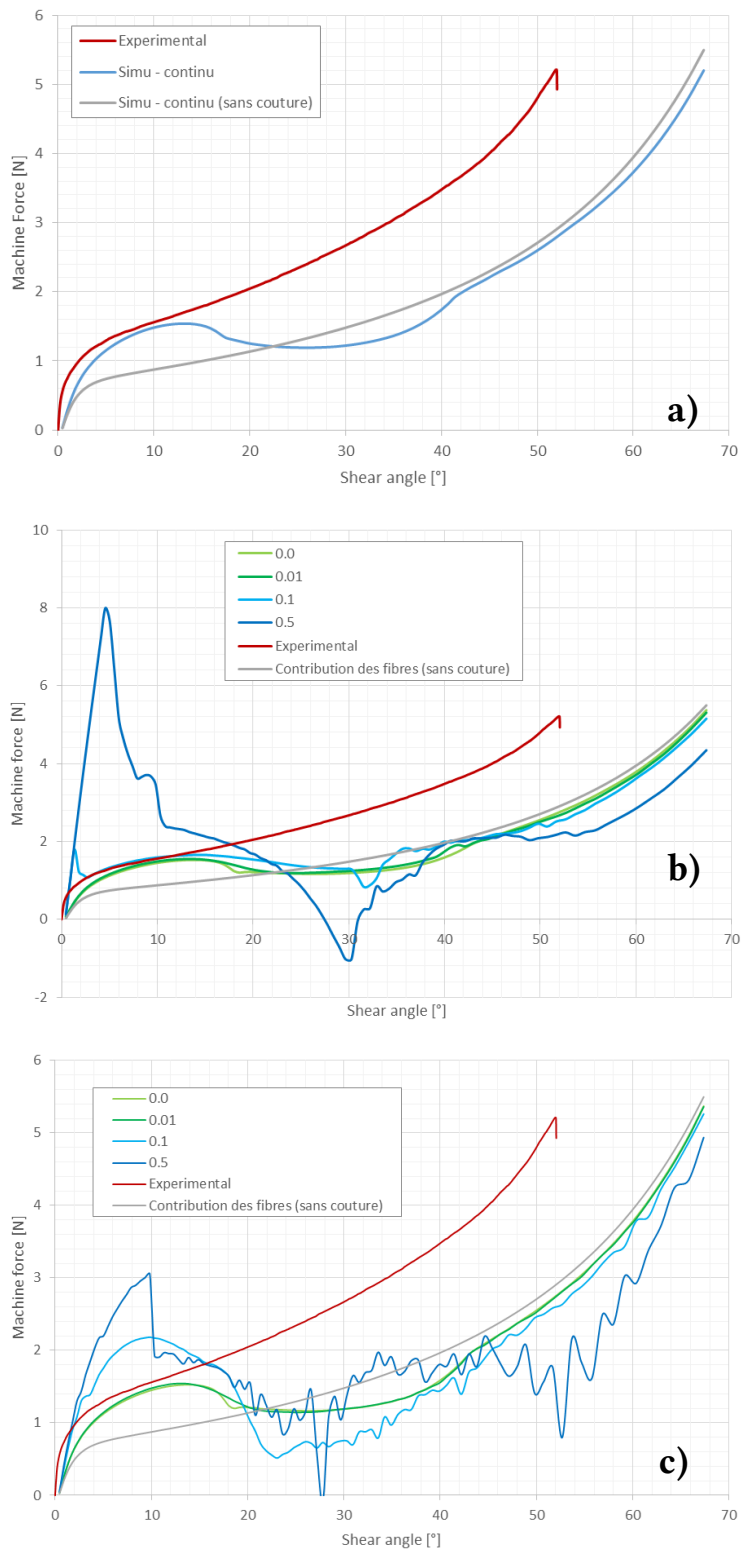 6
Experimental
Simu - continu
Simu - continu (sans couture)
5
4
3
2
1
0
Machine Force [N]
0 10 20 30 40 50 60 70
Shear angle [°]
a)
10
0.0
0.01
0.1
0.5
Experimental
Contribution des fibres (sans couture)
8
6
4
2
0
-2
Machine force [N]
0 10 20 30 40 50 60 70
Shear angle [°]
b)
6
0.0
0.01
0.1
0.5
Experimental
Contribution des fibres (sans couture)
5
4
3
2
1
0
Machine force [N]
0 10 20 30 40 50 60 70
Shear angle [°]
c)